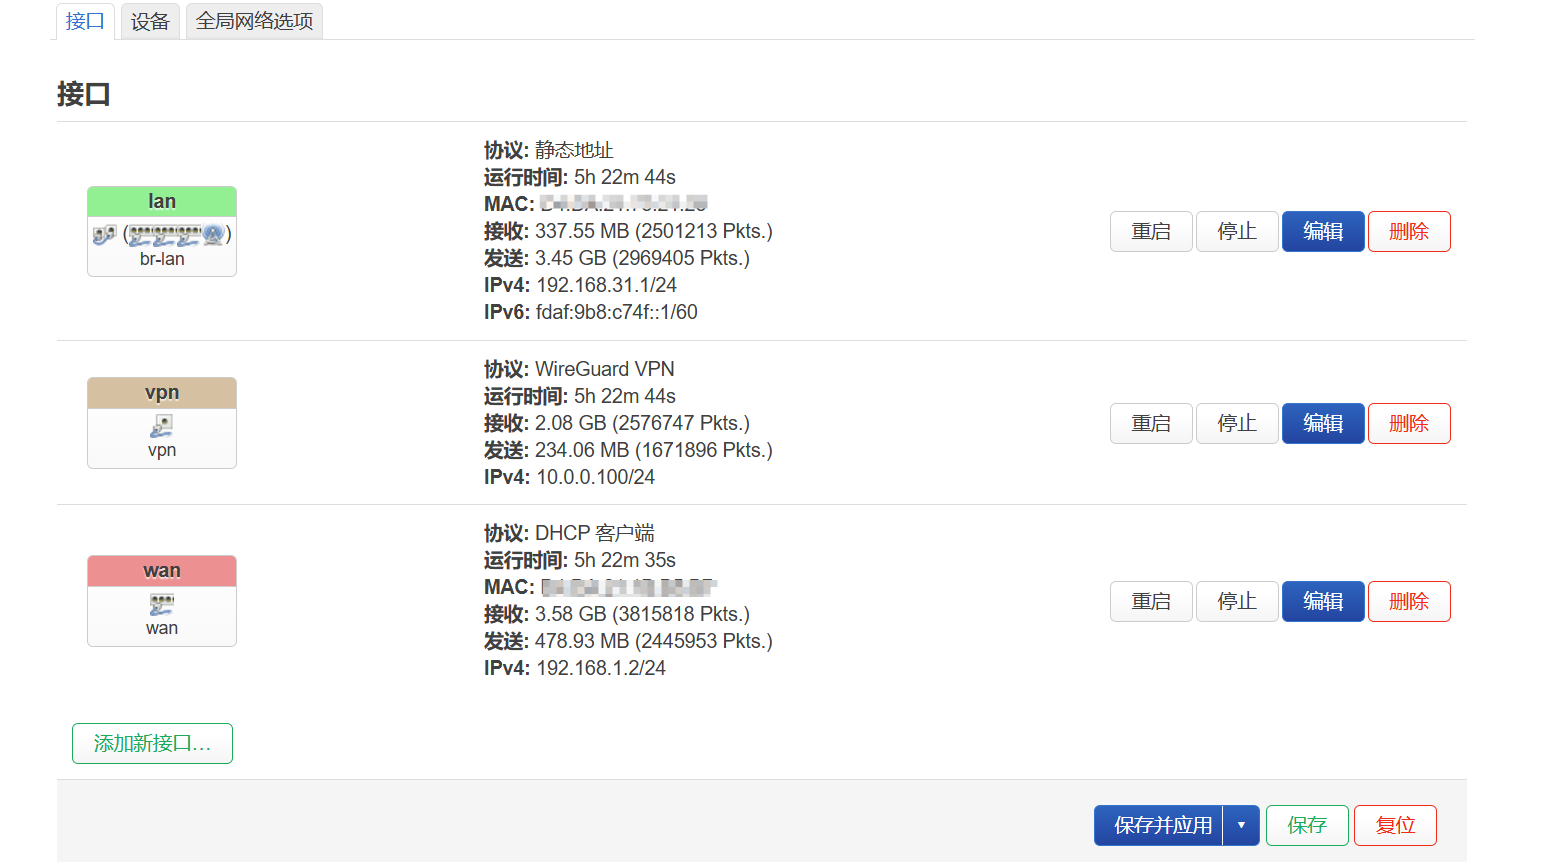 接口 设备 全局网络选项
接口
lan
br-lan
协议: 静态地址
运行时间: 5h 22m 44s
MAC:
接收: 337.55 MB (2501213 Pkts.)
发送: 3.45 GB (2969405 Pkts.)
IPv4: 192.168.31.1/24
IPv6: fdaf:9b8:c74f::1/60
重启 停止 编辑 删除
vpn
vpn
协议: WireGuard VPN
运行时间: 5h 22m 44s
接收: 2.08 GB (2576747 Pkts.)
发送: 234.06 MB (1671896 Pkts.)
IPv4: 10.0.0.100/24
重启 停止 编辑 删除
wan
wan
协议: DHCP 客户端
运行时间: 5h 22m 35s
MAC:
接收: 3.58 GB (3815818 Pkts.)
发送: 478.93 MB (2445953 Pkts.)
IPv4: 192.168.1.2/24
重启 停止 编辑 删除
添加新接口...
保存并应用 保存 复位